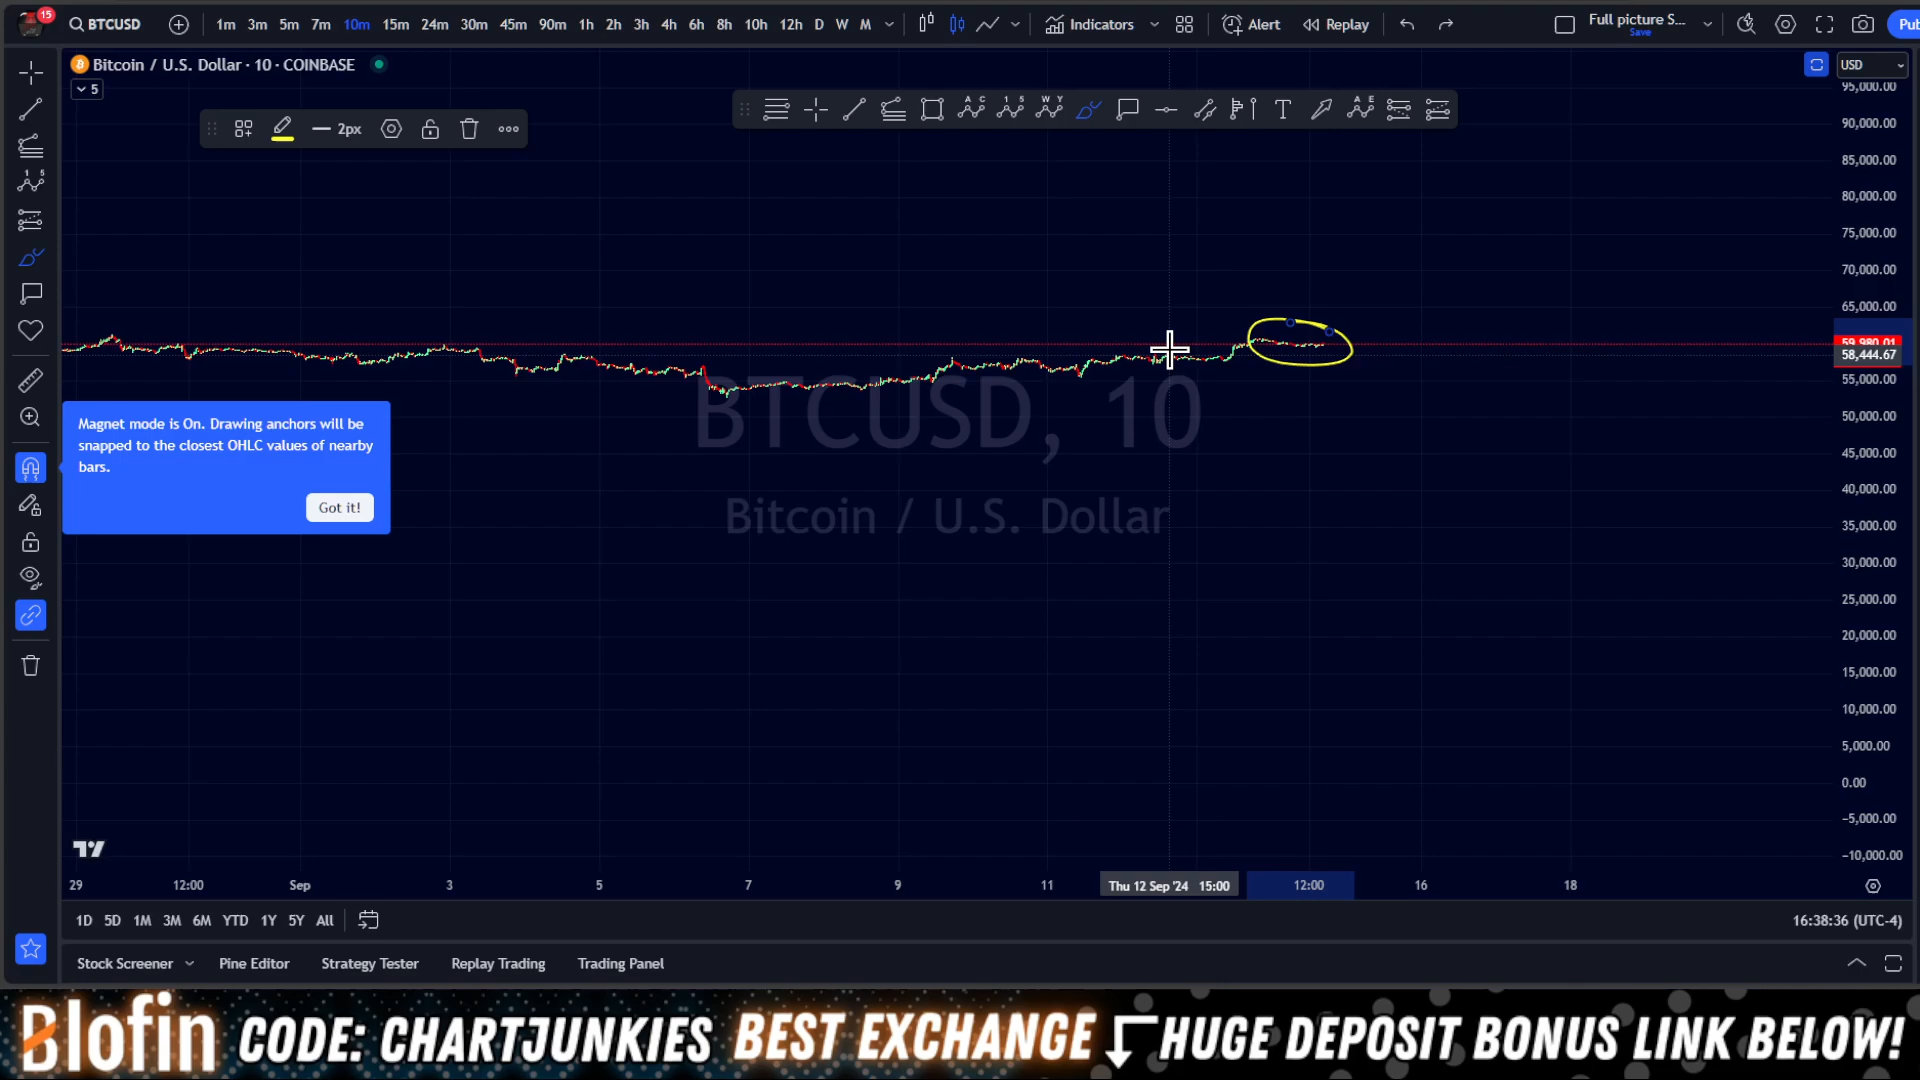 15
BTCUSD
1m 3m 5m 7m 10m 15m 24m 30m 45m 90m 1h 2h 3h 4h 6h 8h 10h 12h D W M
Indicators
Alert
Replay
Full picture S...
Save
Bitcoin / U.S. Dollar · 10 · COINBASE
5
2px
A C
1 5
W Y
T
A E
USD
95,000.00
90,000.00
85,000.00
80,000.00
75,000.00
70,000.00
65,000.00
59,980.01
58,444.67
55,000.00
50,000.00
45,000.00
40,000.00
35,000.00
30,000.00
25,000.00
20,000.00
15,000.00
10,000.00
5,000.00
0.00
−5,000.00
−10,000.00
1 5
Magnet mode is On. Drawing anchors will be
snapped to the closest OHLC values of nearby
bars.
Got it!
BTCUSD, 10
Bitcoin / U.S. Dollar
29 12:00 Sep 3 5 7 9 11 Thu 12 Sep '24 15:00 12:00 16 18
1D 5D 1M 3M 6M YTD 1Y 5Y All
16:38:36 (UTC-4)
Stock Screener Pine Editor Strategy Tester Replay Trading Trading Panel
Blofin CODE: CHARTJUNKIES BEST EXCHANGE HUGE DEPOSIT BONUS LINK BELOW!